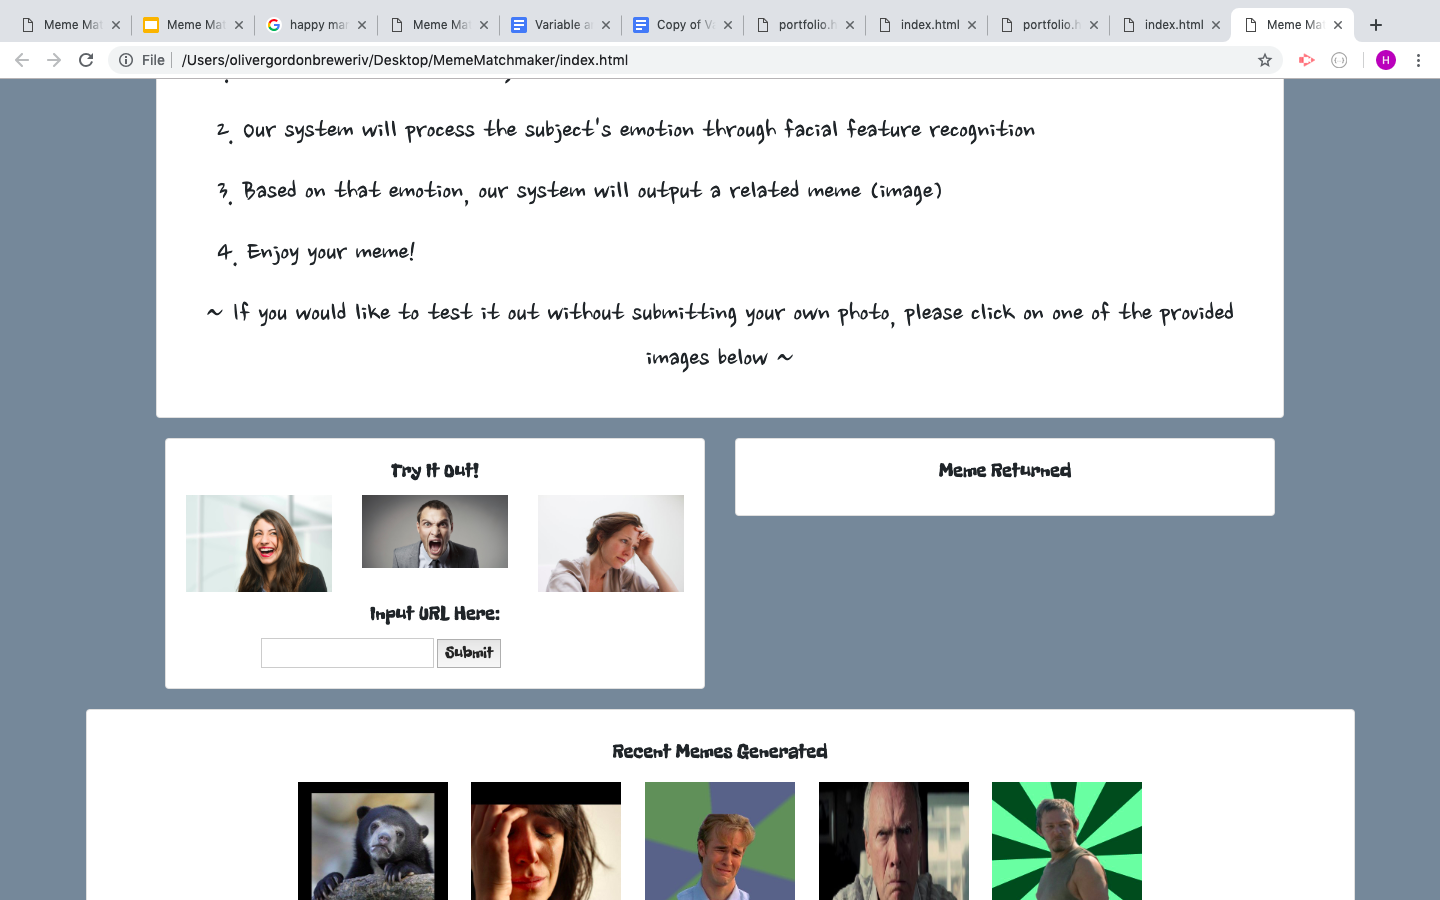 Meme Mat
Meme Mat
happy man
Meme Mat
Variable a
Copy of V
portfolio.h
index.html
portfolio.h
index.html
Meme Mat
File
/Users/olivergordonbreweriv/Desktop/MemeMatchmaker/index.html
H
2. Our system will process the subject's emotion through facial feature recognition
3. Based on that emotion, our system will output a related meme (image)
4. Enjoy your meme!
~ If you would like to test it out without submitting your own photo, please click on one of the provided
images below ~
Try It Out!
Meme Returned
Input URL Here:
Submit
Recent Memes Generated